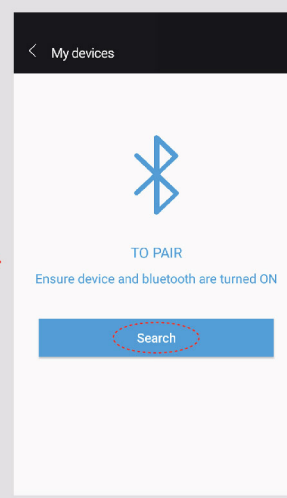 My devices
TO PAIR
Ensure device and bluetooth are turned ON
Search